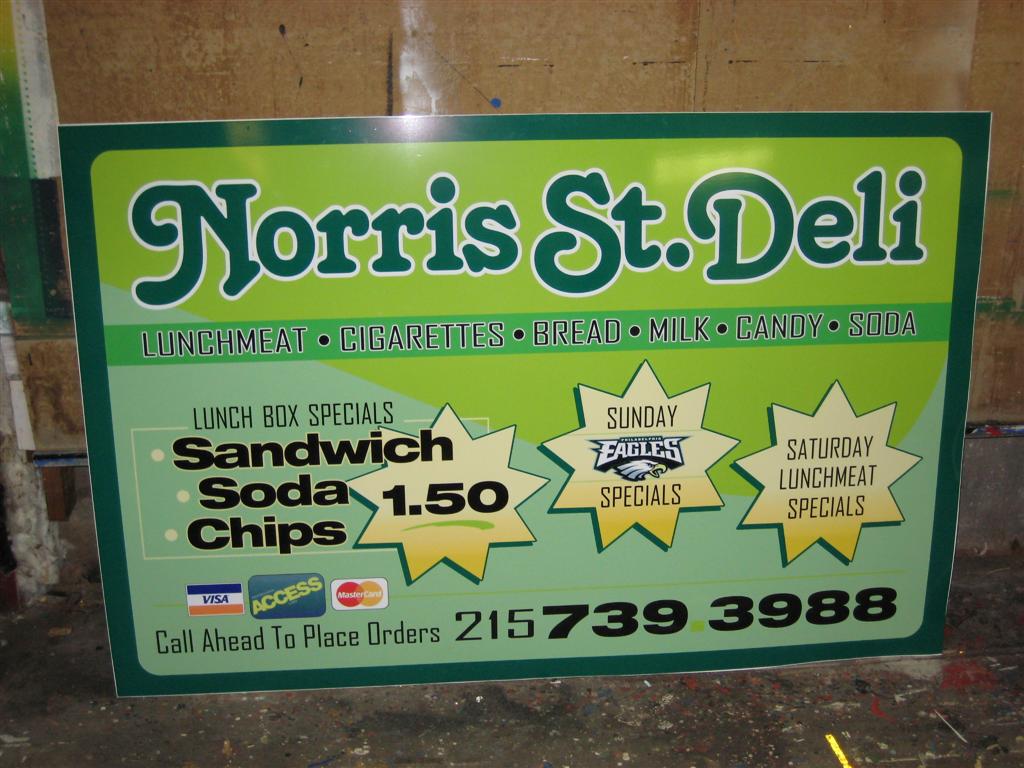 Norris St. Deli
LUNCHMEAT • CIGARETTES • BREAD • MILK • CANDY • SODA
LUNCH BOX SPECIALS
• Sandwich
• Soda
• Chips
1.50
SUNDAY
PHILADELPHIA
EAGLES
SPECIALS
SATURDAY
LUNCHMEAT
SPECIALS
VISA
ACCESS
MasterCard
Call Ahead To Place Orders 215 739.3988